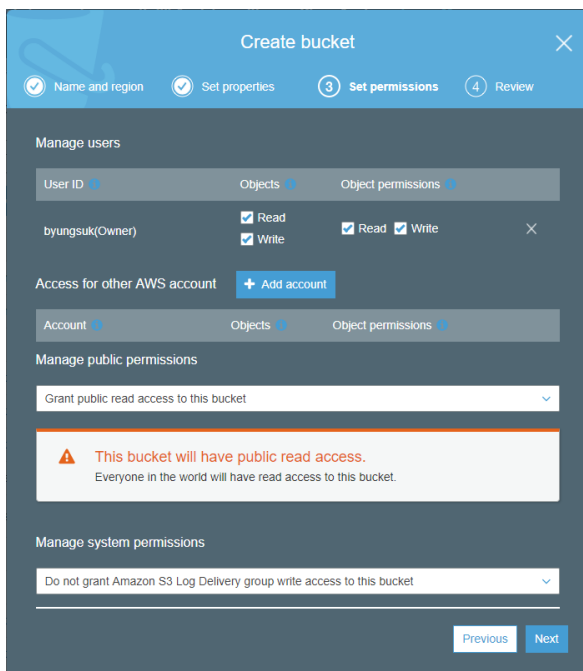 Create bucket
Name and region
Set properties
3 Set permissions
4 Review
Manage users
User ID Objects Object permissions
byungsuk(Owner) Read Write Read Write
Access for other AWS account + Add account
Account Objects Object permissions
Manage public permissions
Grant public read access to this bucket
This bucket will have public read access.
Everyone in the world will have read access to this bucket.
Manage system permissions
Do not grant Amazon S3 Log Delivery group write access to this bucket
Previous Next